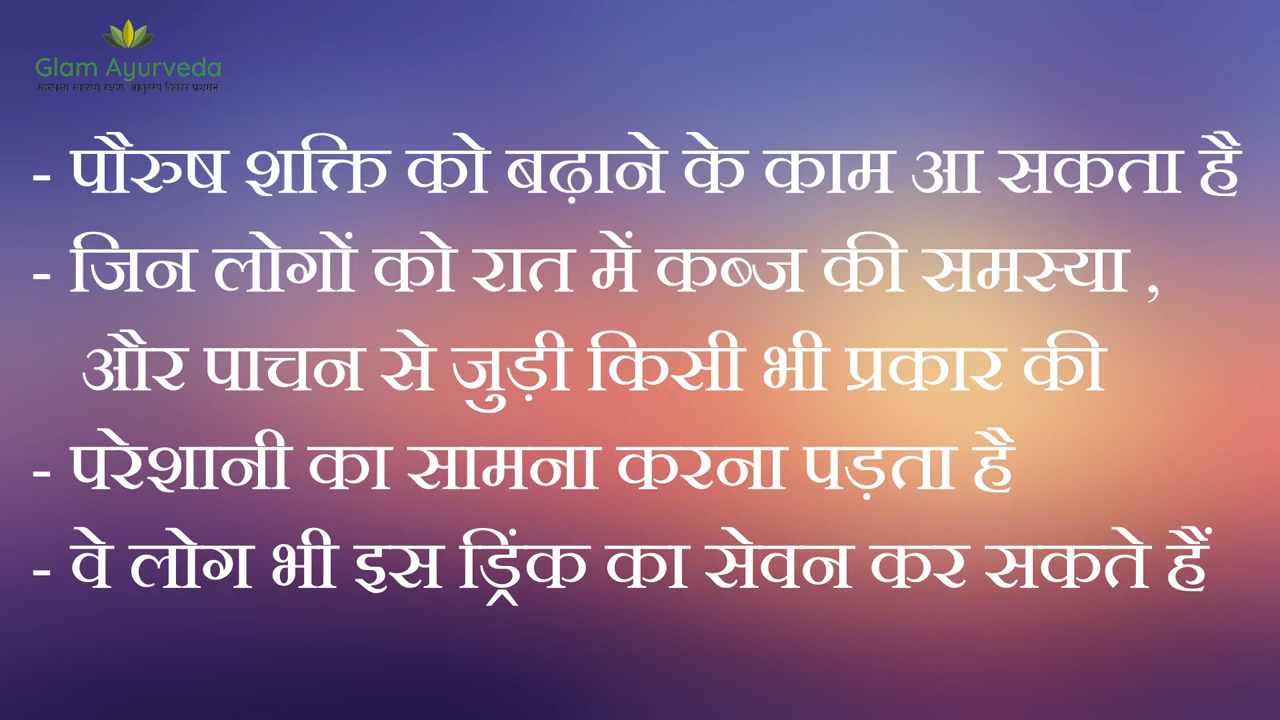 Glam Ayurveda
- पौरुष शक्ति को बढ़ाने के काम आ सकता है
- जिन लोगों को रात में कब्ज की समस्या ,
और पाचन से जुड़ी किसी भी प्रकार की
- परेशानी का सामना करना पड़ता है
- वे लोग भी इस ड्रिंक का सेवन कर सकते हैं